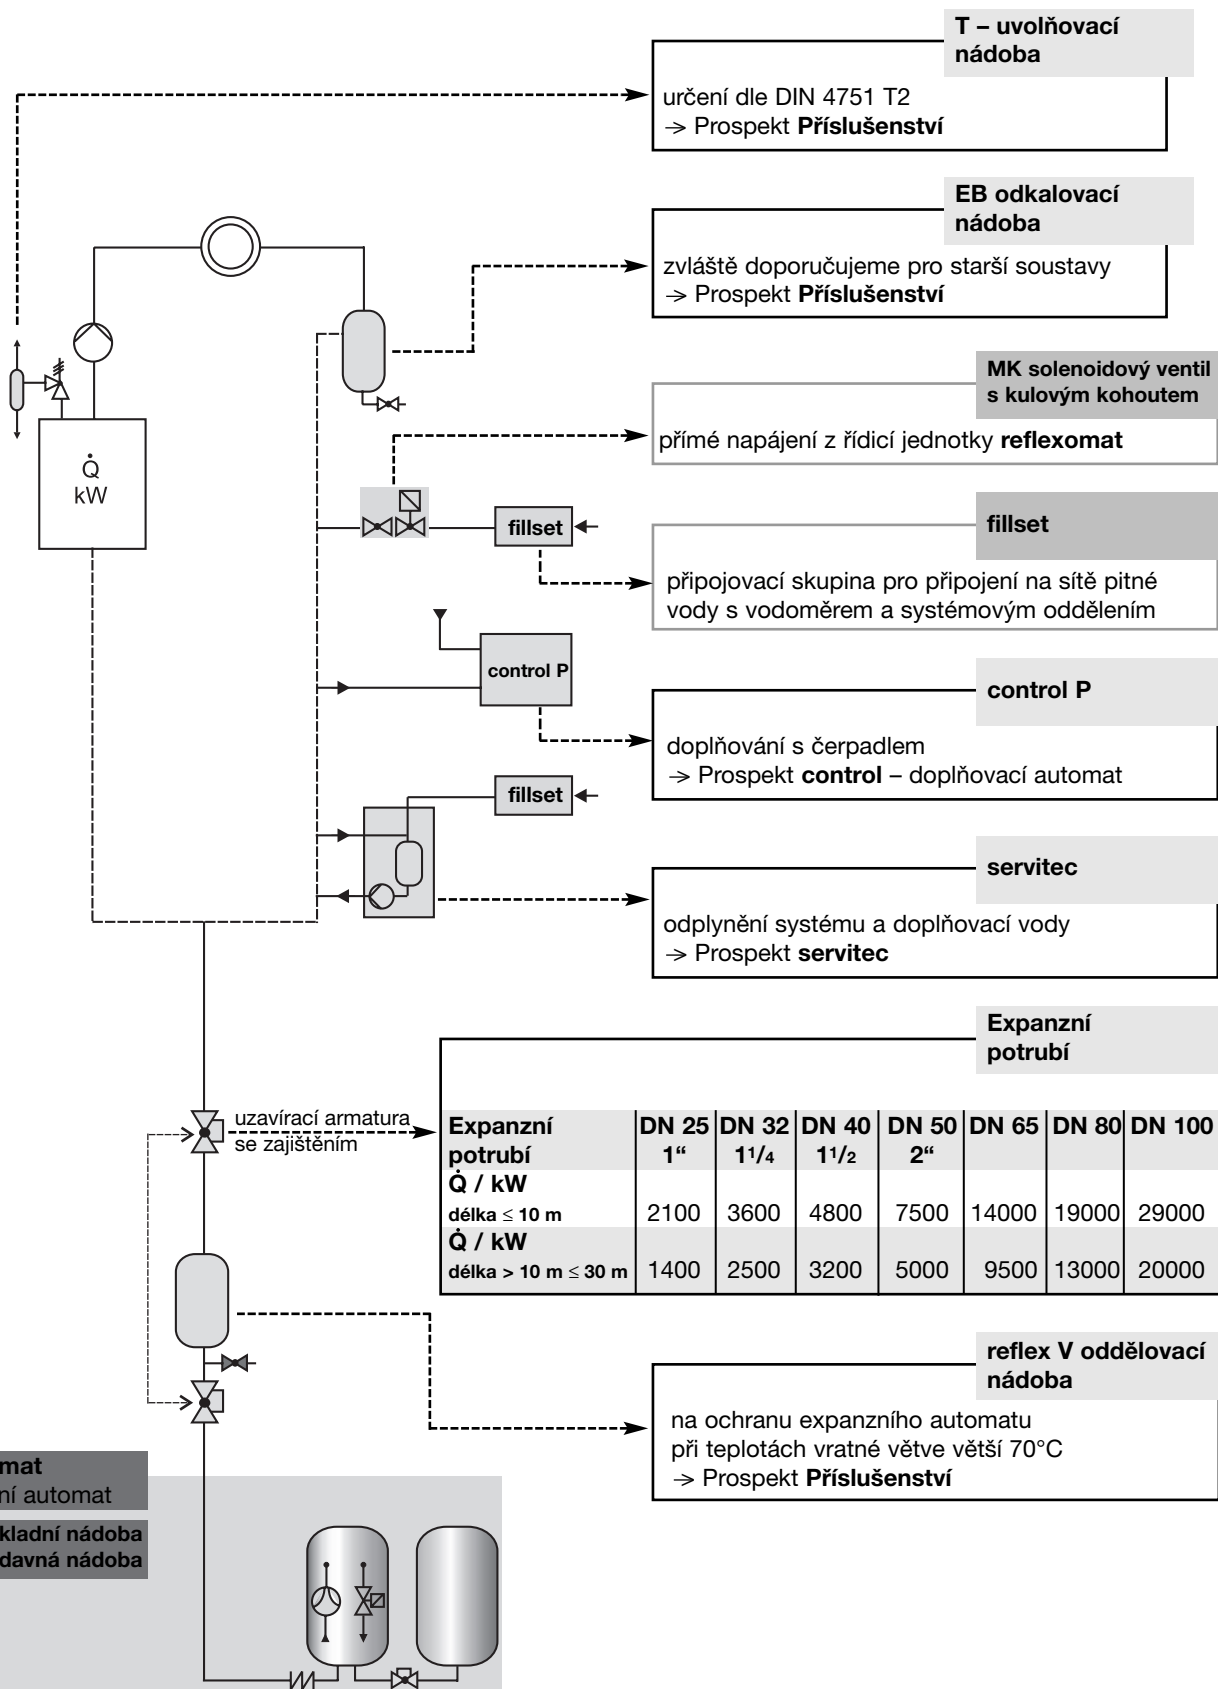 T – uvolňovací
nádoba
určení dle DIN 4751 T2
→ Prospekt Příslušenství
EB odkalovací
nádoba
zvláště doporučujeme pro starší soustavy
→ Prospekt Příslušenství
MK solenoidový ventil
s kulovým kohoutem
přímé napájení z řídicí jednotky reflexomat
Q̇
kW
fillset
fillset
připojovací skupina pro připojení na sítě pitné
vody s vodoměrem a systémovým oddělením
control P
control P
doplňování s čerpadlem
→ Prospekt control – doplňovací automat
fillset
servitec
odplynění systému a doplňovací vody
→ Prospekt servitec
Expanzní
potrubí
uzavírací armatura
se zajištěním
Expanzní DN 25 DN 32 DN 40 DN 50 DN 65 DN 80 DN 100
potrubí 1“ 1 1/4 1 1/2 2“
Q̇ / kW
délka ≤ 10 m 2100 3600 4800 7500 14000 19000 29000
Q̇ / kW
délka > 10 m ≤ 30 m 1400 2500 3200 5000 9500 13000 20000
reflex V oddělovací
nádoba
na ochranu expanzního automatu
při teplotách vratné větve větší 70°C
→ Prospekt Příslušenství
mat
ní automat
kladní nádoba
davná nádoba